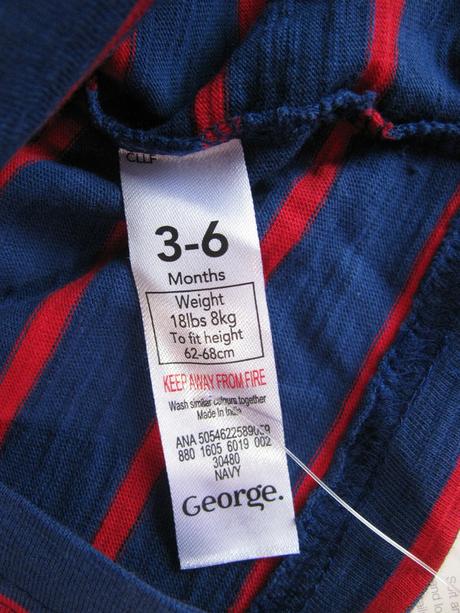 CLLF
3-6
Months
Weight
18lbs 8kg
To fit height
62-68cm
KEEP AWAY FROM FIRE
Wash similar colours together
Made In India
ANA
880 1605 6019 002
30480
NAVY
George.